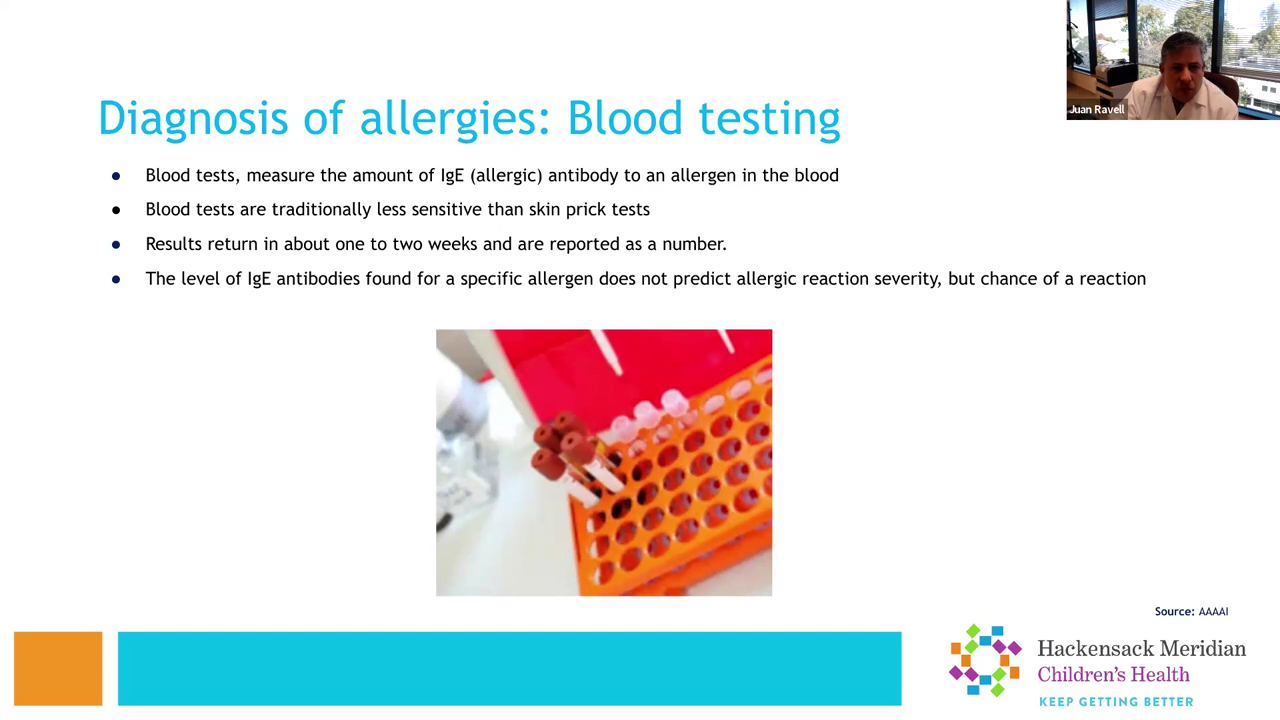 Juan Ravell
Diagnosis of allergies: Blood testing
● Blood tests, measure the amount of IgE (allergic) antibody to an allergen in the blood
● Blood tests are traditionally less sensitive than skin prick tests
● Results return in about one to two weeks and are reported as a number.
● The level of IgE antibodies found for a specific allergen does not predict allergic reaction severity, but chance of a reaction
Source: AAAAI
Hackensack Meridian
Children's Health
KEEP GETTING BETTER